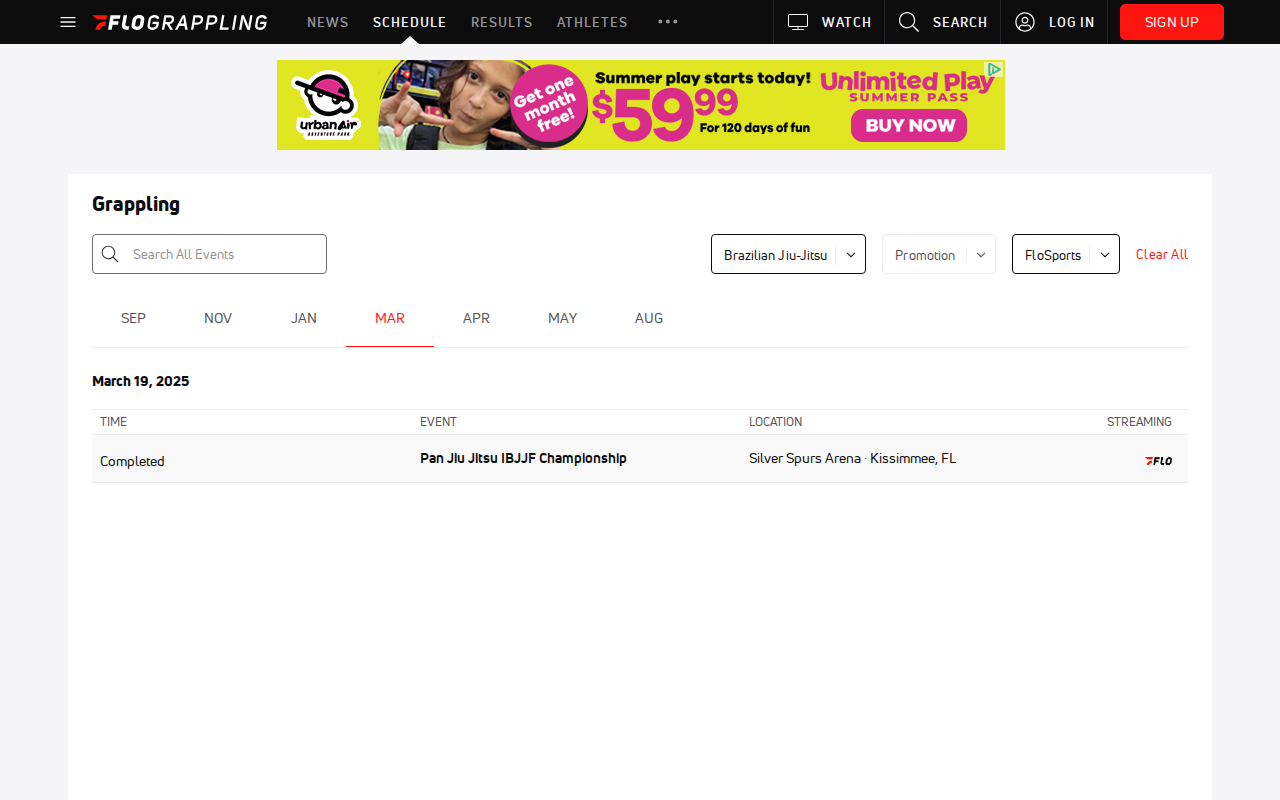 FLOGRAPPLING NEWS SCHEDULE RESULTS ATHLETES ••• WATCH SEARCH LOG IN SIGN UP
urbanAir
ADVENTURE PARK
Get one
month
free!
Summer play starts today!
$59.99
For 120 days of fun
Unlimited Play
SUMMER PASS
BUY NOW
Grappling
Search All Events Brazilian Jiu-Jitsu Promotion FloSports Clear All
SEP NOV JAN MAR APR MAY AUG
March 19, 2025
TIME EVENT LOCATION STREAMING
Completed Pan Jiu Jitsu IBJJF Championship Silver Spurs Arena · Kissimmee, FL FLO